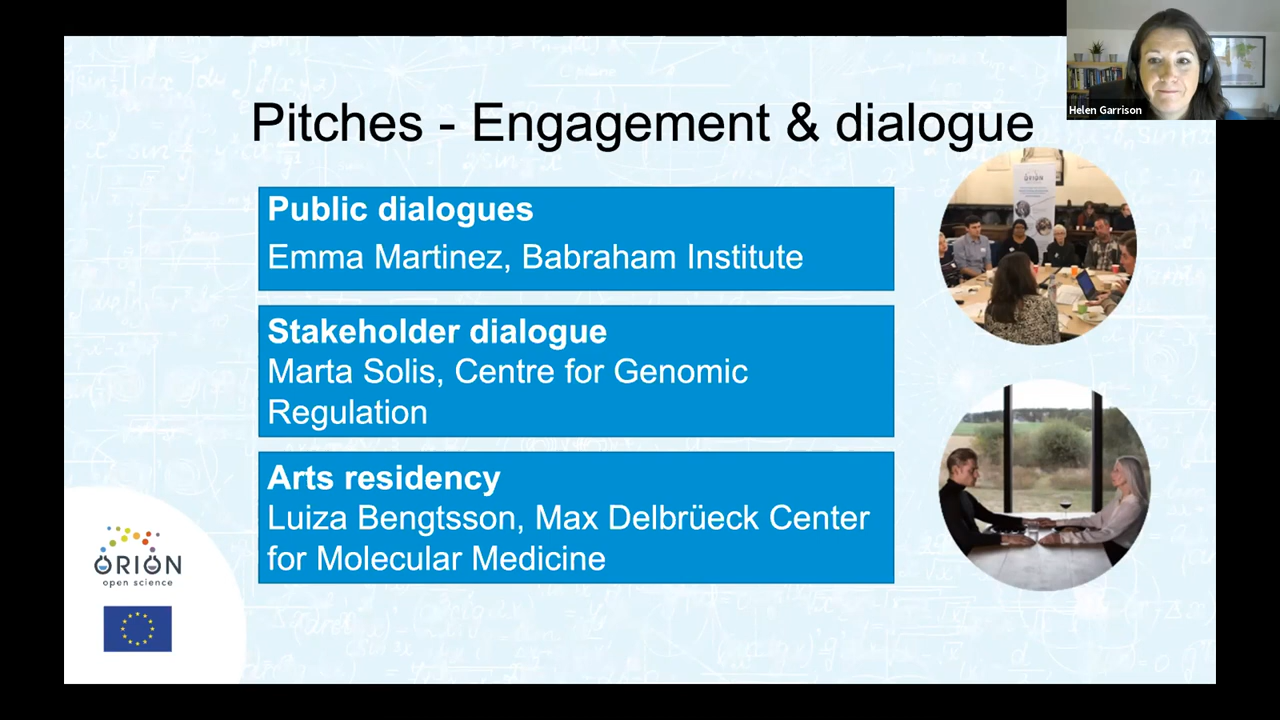 Helen Garrison
Pitches - Engagement & dialogue
Public dialogues
Emma Martinez, Babraham Institute
Stakeholder dialogue
Marta Solis, Centre for Genomic
Regulation
Arts residency
Luiza Bengtsson, Max Delbrüeck Center
for Molecular Medicine
ORION
ORION
open science